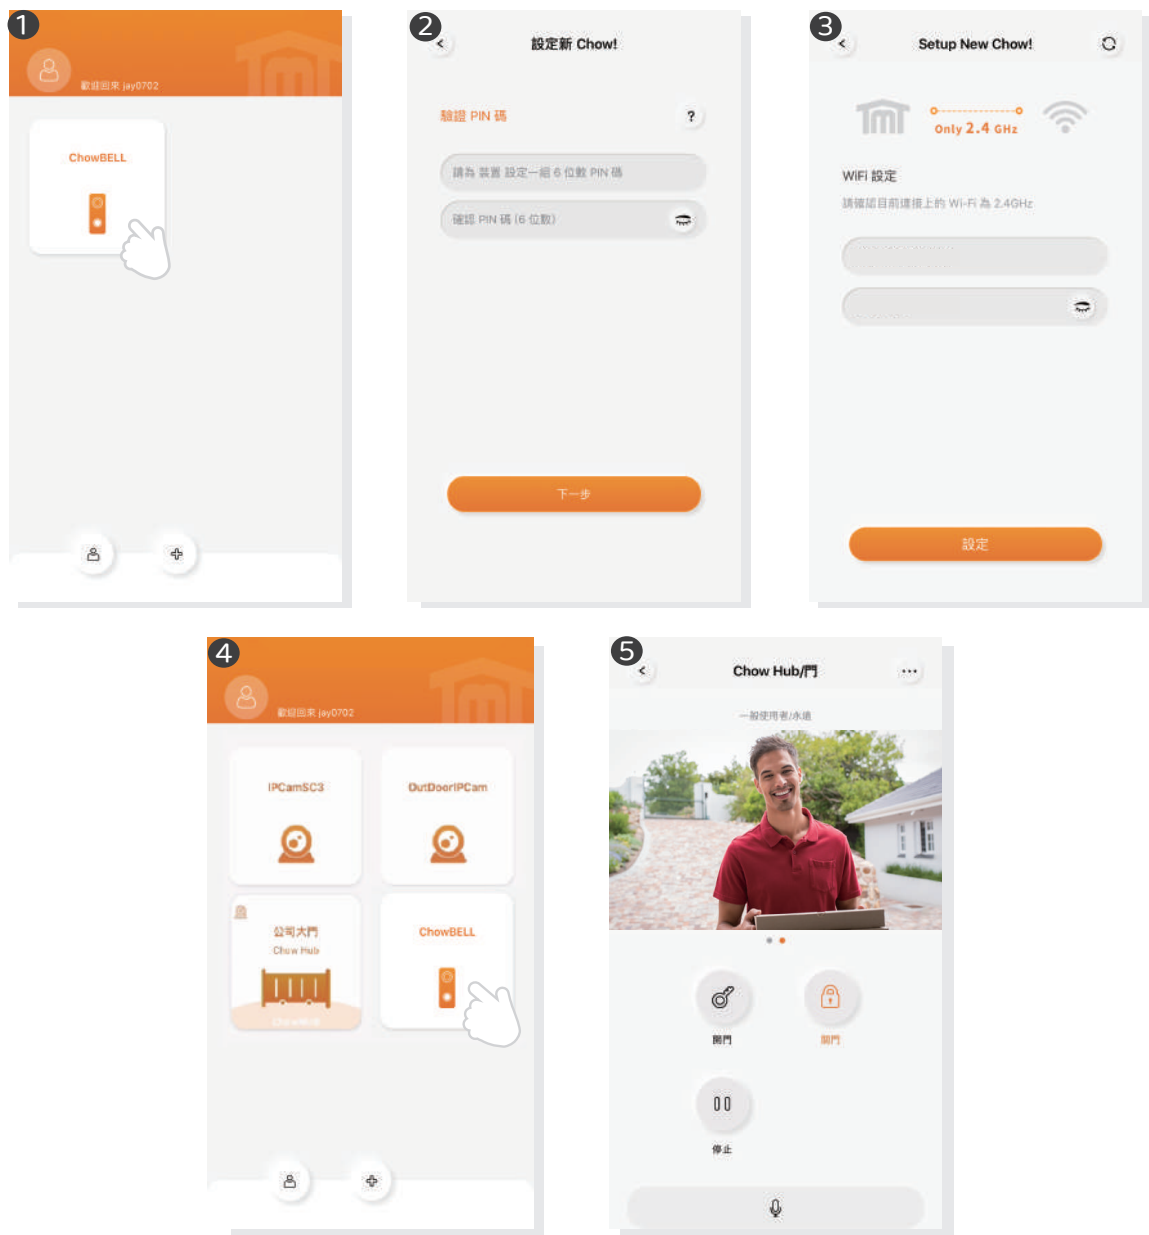 1
歡迎回來 jay0702
ChowBELL
2
設定新 Chow!
驗證 PIN 碼
?
請為 裝置 設定一組 6 位數 PIN 碼
確認 PIN 碼 (6 位數)
下一步
3
Setup New Chow!
Only 2.4 GHz
WiFi 設定
請確認目前連接上的 Wi-Fi 為 2.4GHz
設定
4
歡迎回來 jay0702
IPCamSC3
OutDoorIPCam
公司大門
Chow Hub
ChowBELL
5
Chow Hub/門
一般使用者/永遠
開門
關門
停止